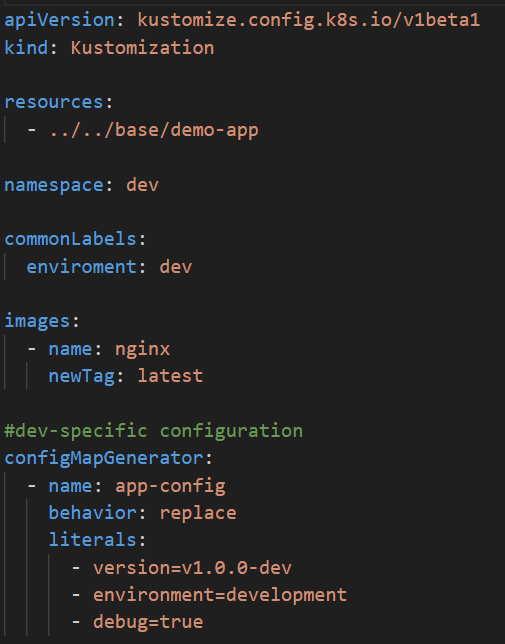 apiVersion: kustomize.config.k8s.io/v1beta1
kind: Kustomization
resources:
- ../../base/demo-app
namespace: dev
commonLabels:
enviroment: dev
images:
- name: nginx
newTag: latest
#dev-specific configuration
configMapGenerator:
- name: app-config
behavior: replace
literals:
- version=v1.0.0-dev
- environment=development
- debug=true